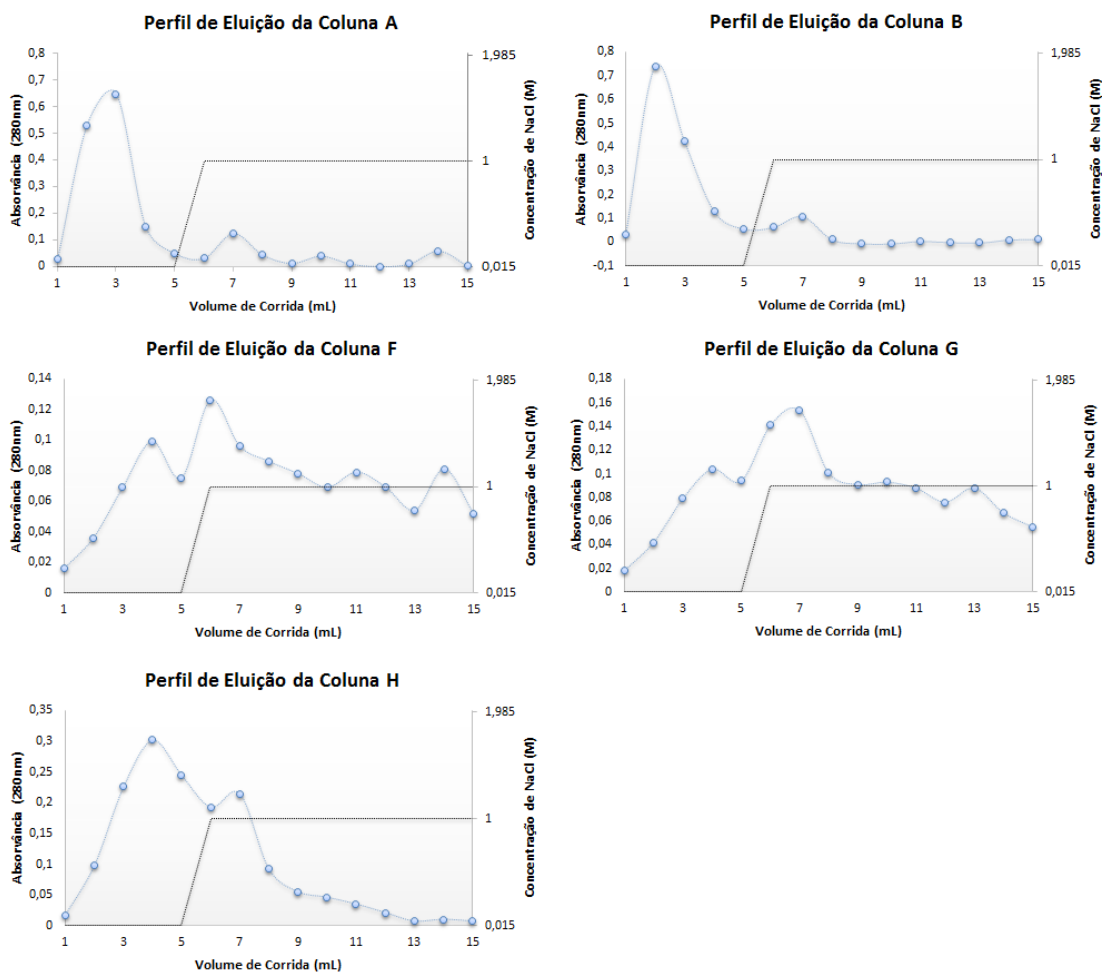 Perfil de Eluição da Coluna A
Absorvância (280nm)
0,8
0,7
0,6
0,5
0,4
0,3
0,2
0,1
0
1 3 5 7 9 11 13 15
Volume de Corrida (mL)
1,985
1
0,015
Concentração de NaCl (M)
Perfil de Eluição da Coluna B
Absorvância (280nm)
0,8
0,7
0,6
0,5
0,4
0,3
0,2
0,1
0
-0,1
1 3 5 7 9 11 13 15
Volume de Corrida (mL)
1,985
1
0,015
Concentração de NaCl (M)
Perfil de Eluição da Coluna F
Absorvância (280nm)
0,14
0,12
0,1
0,08
0,06
0,04
0,02
0
1 3 5 7 9 11 13 15
Volume de Corrida (mL)
1,985
1
0,015
Concentração de NaCl (M)
Perfil de Eluição da Coluna G
Absorvância (280nm)
0,18
0,16
0,14
0,12
0,1
0,08
0,06
0,04
0,02
0
1 3 5 7 9 11 13 15
Volume de Corrida (mL)
1,985
1
0,015
Concentração de NaCl (M)
Perfil de Eluição da Coluna H
Absorvância (280nm)
0,35
0,3
0,25
0,2
0,15
0,1
0,05
0
1 3 5 7 9 11 13 15
Volume de Corrida (mL)
1,985
1
0,015
Concentração de NaCl (M)